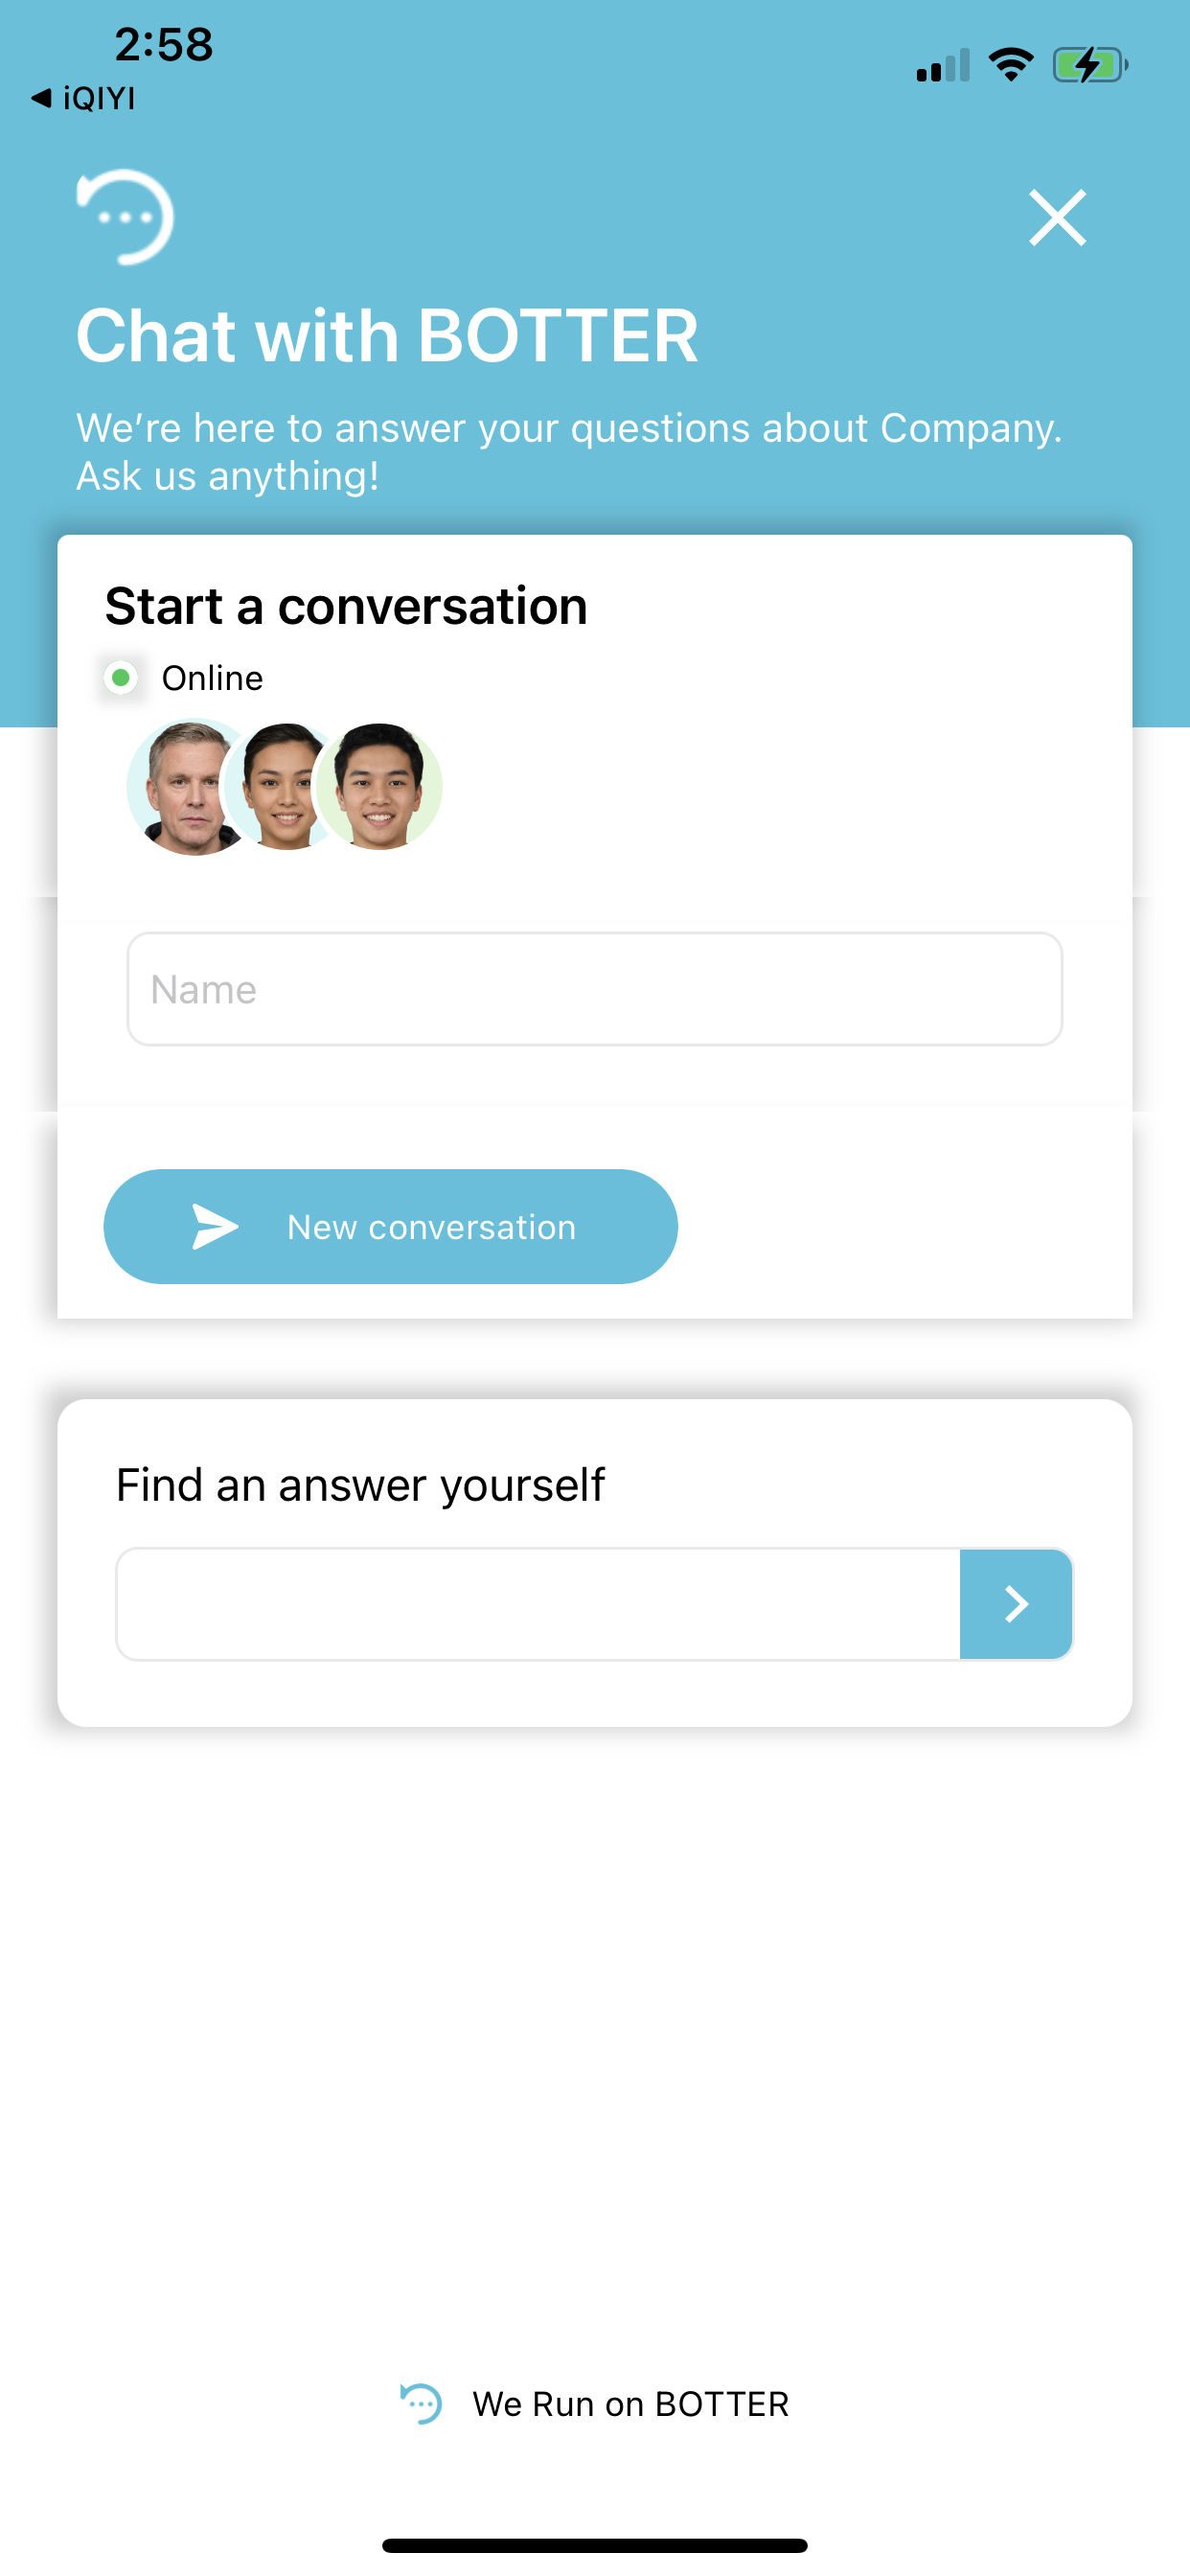 2:58
◀ iQIYI
Chat with BOTTER
We’re here to answer your questions about Company.
Ask us anything!
Start a conversation
Online
Name
New conversation
Find an answer yourself
We Run on BOTTER